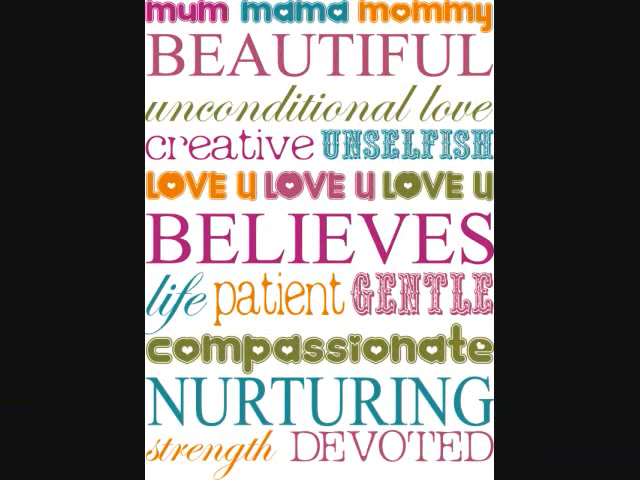 mum mama mommy
BEAUTIFUL
unconditional love
creative UNSELFISH
LOVE U LOVE U LOVE U
BELIEVES
life patient GENTLE
compassionate
NURTURING
strength DEVOTED